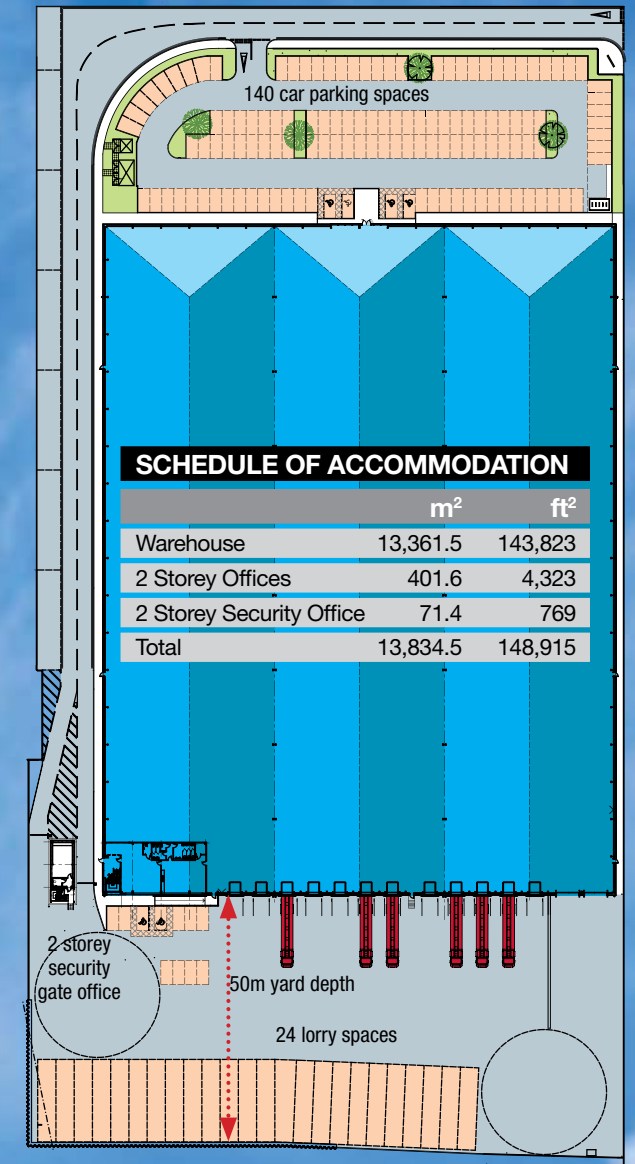 140 car parking spaces
SCHEDULE OF ACCOMMODATION
m² ft²
Warehouse 13,361.5 143,823
2 Storey Offices 401.6 4,323
2 Storey Security Office 71.4 769
Total 13,834.5 148,915
2 storey
security
gate office
50m yard depth
24 lorry spaces